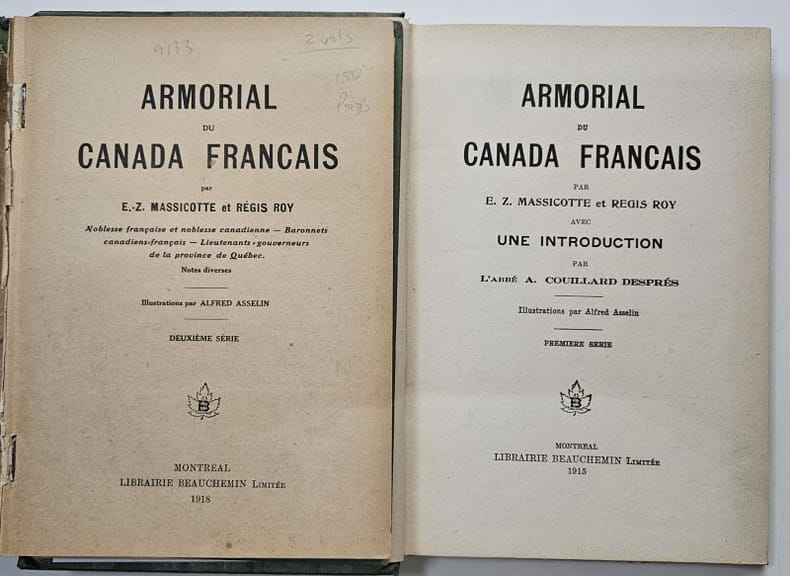 9133
2 vols
ARMORIAL
DU
CANADA FRANCAIS
par
E.-Z. MASSICOTTE et RÉGIS ROY
Noblesse française et noblesse canadienne — Baronnets
canadiens-français — Lieutenants-gouverneurs
de la province de Québec.
Notes diverses
Illustrations par ALFRED ASSELIN
DEUXIÈME SÉRIE
B
MONTREAL
LIBRAIRIE BEAUCHEMIN LIMITÉE
1918
ARMORIAL
DU
CANADA FRANCAIS
PAR
E. Z. MASSICOTTE et REGIS ROY
AVEC
UNE INTRODUCTION
PAR
L'ABBÉ A. COUILLARD DESPRÉS
Illustrations par Alfred Asselin
PREMIERE SERIE
B
MONTREAL
LIBRAIRIE BEAUCHEMIN LIMITÉE
1915